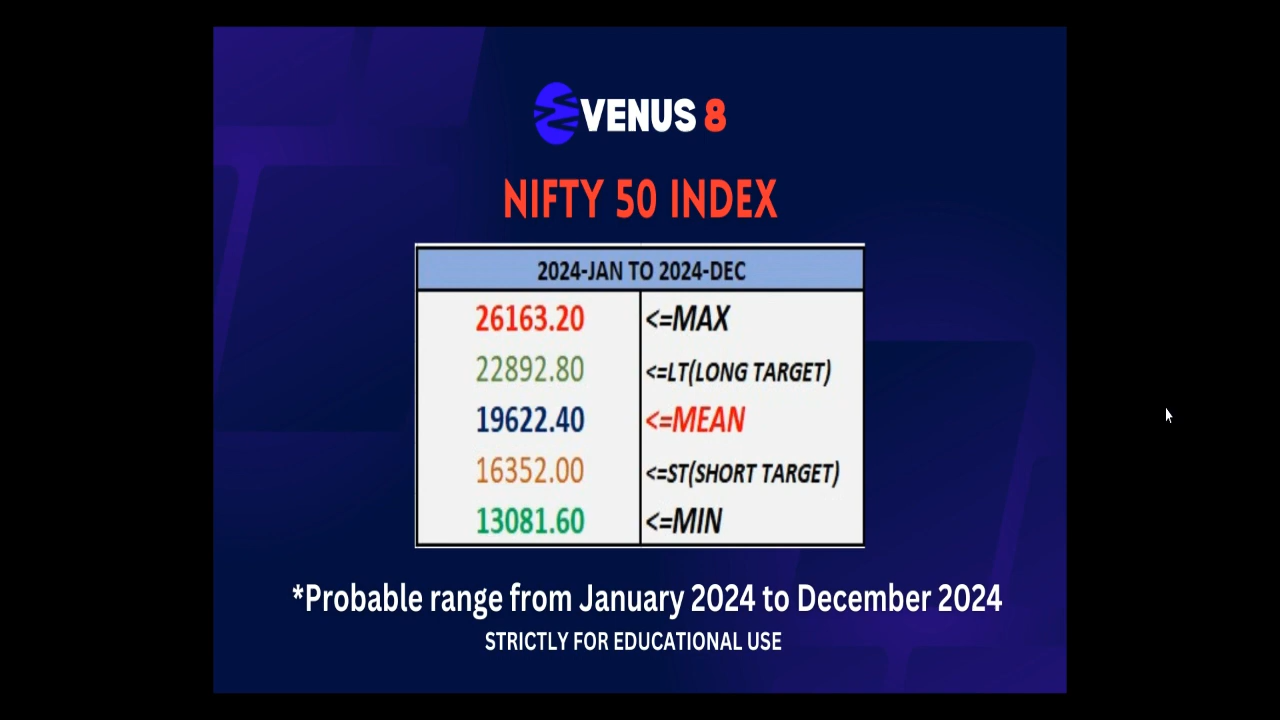 VENUS 8
NIFTY 50 INDEX
2024-JAN TO 2024-DEC
26163.20 <=MAX
22892.80 <=LT(LONG TARGET)
19622.40 <=MEAN
16352.00 <=ST(SHORT TARGET)
13081.60 <=MIN
*Probable range from January 2024 to December 2024
STRICTLY FOR EDUCATIONAL USE